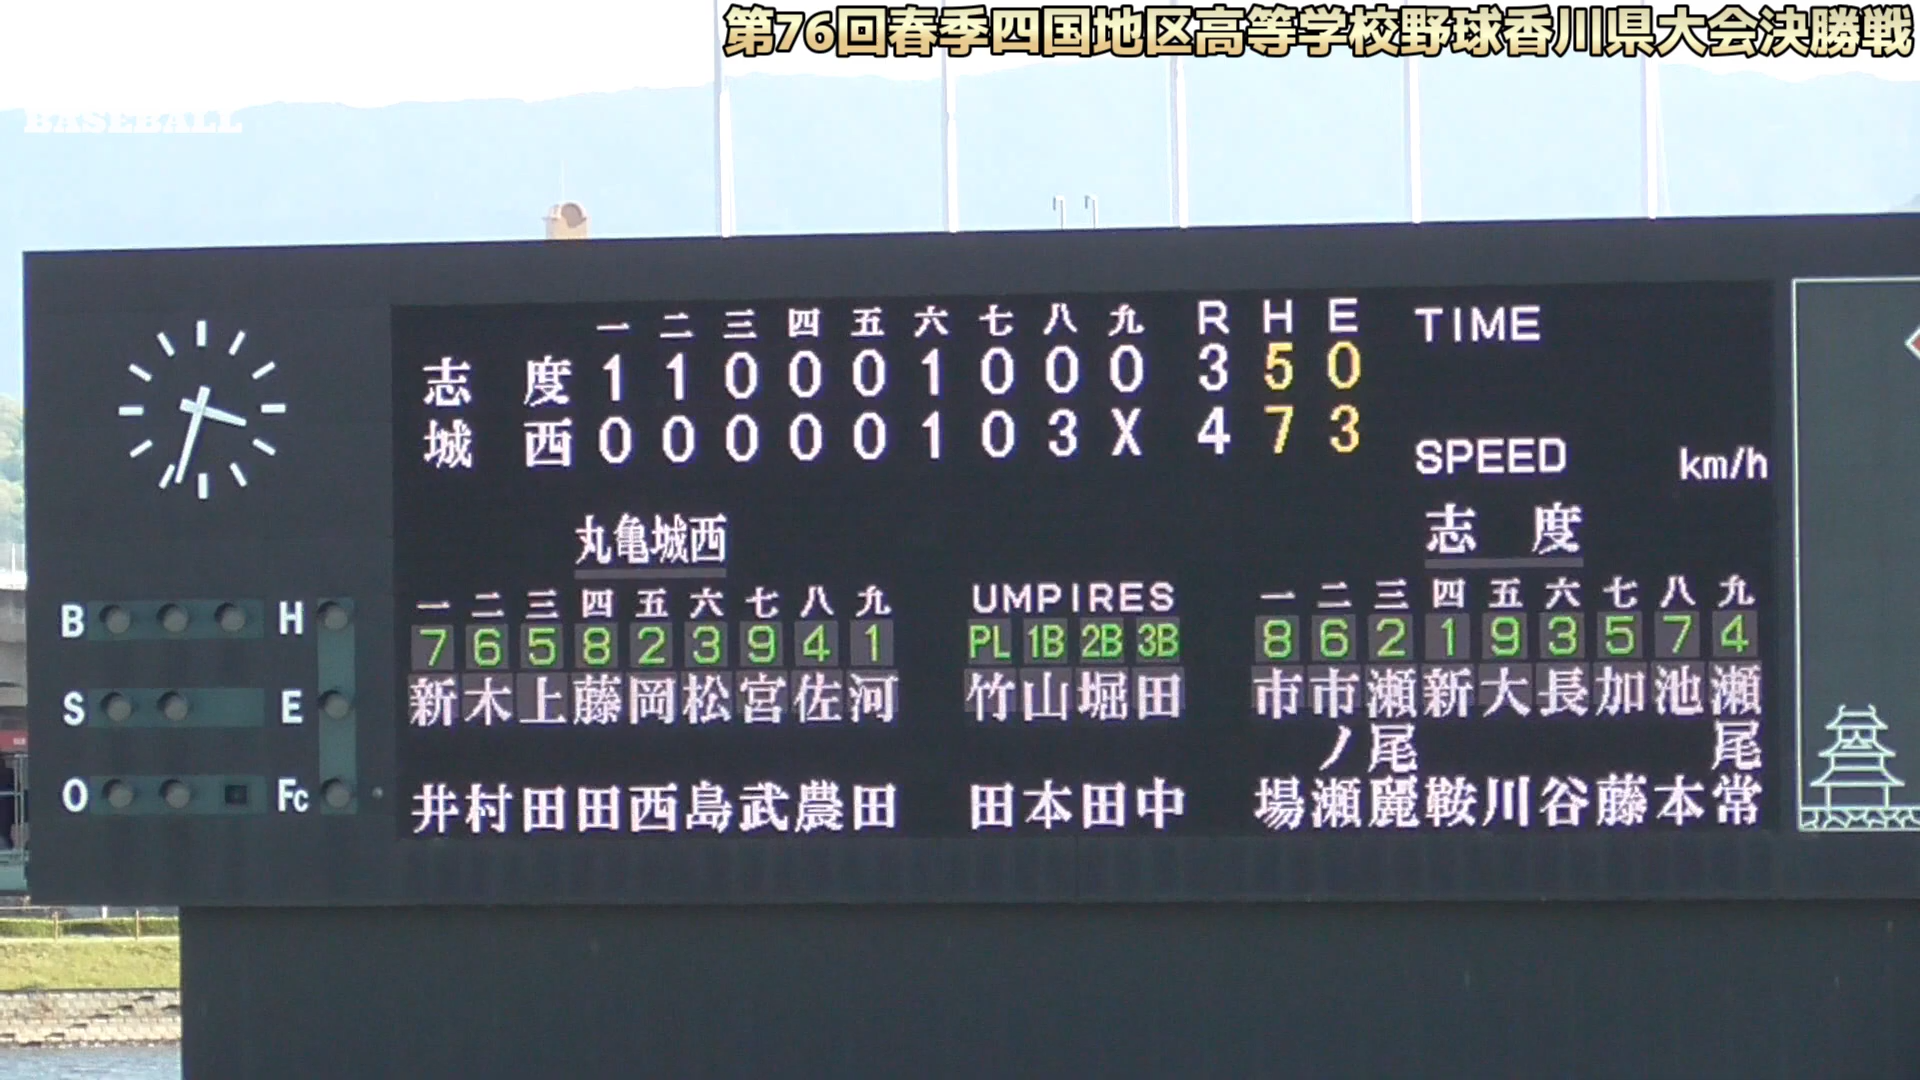 第76回春季四国地区高等学校野球香川県大会決勝戦
BASEBALL
一 二 三 四 五 六 七 八 九 R H E TIME
志度 1 1 0 0 0 1 0 0 0 3 5 0
城西 0 0 0 0 0 1 0 3 X 4 7 3
SPEED km/h
丸亀城西
一 二 三 四 五 六 七 八 九
7 6 5 8 2 3 9 4 1
新井 木村 上田 藤田 岡西 松島 宮武 佐農 河田
UMPIRES
PL 1B 2B 3B
竹田 山本 堀田 田中
志度
一 二 三 四 五 六 七 八 九
8 6 2 1 9 3 5 7 4
市場 市ノ瀬 瀬尾麗 新鞍 大川 長谷 加藤 池本 瀬尾常
B H
S E
O Fc